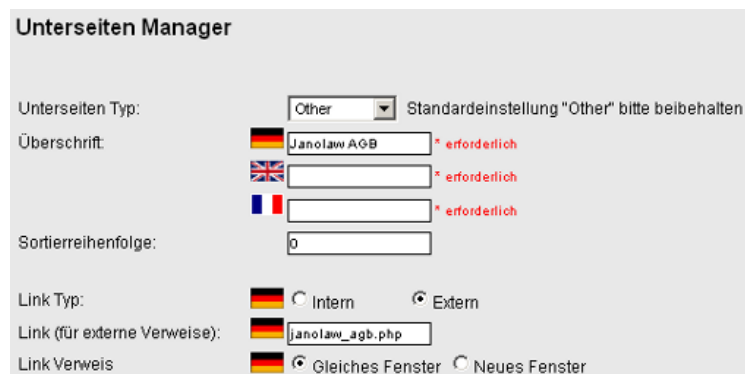 Unterseiten Manager
Unterseiten Typ: Other Standardeinstellung "Other" bitte beibehalten
Überschrift: Janolaw AGB * erforderlich
* erforderlich
* erforderlich
Sortierreihenfolge: 0
Link Typ: Intern Extern
Link (für externe Verweise): janolaw_agb.php
Link Verweis Gleiches Fenster Neues Fenster